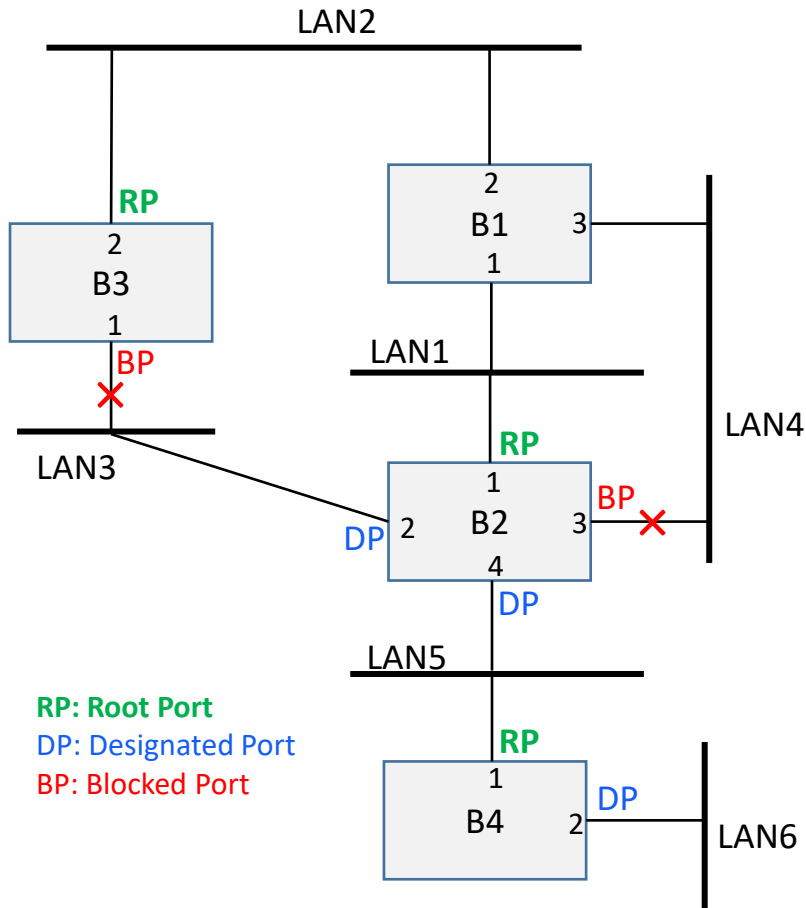 LAN2
2
B1
3
1
RP
2
B3
1
BP
LAN1
LAN4
LAN3
RP
1
B2
BP
3
DP
2
4
DP
LAN5
RP: Root Port
DP: Designated Port
BP: Blocked Port
RP
1
B4
DP
2
LAN6